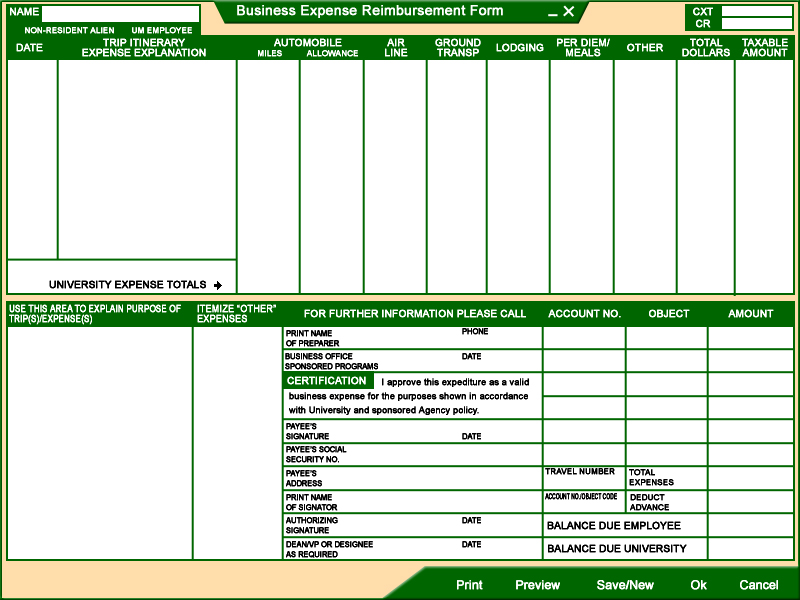 Business Expense Reimbursement Form
NAME
CXT
CR
NON-RESIDENT ALIEN UM EMPLOYEE
DATE
TRIP ITINERARY
EXPENSE EXPLANATION
AUTOMOBILE
MILES ALLOWANCE
AIR
LINE
GROUND
TRANSP
LODGING
PER DIEM/
MEALS
OTHER
TOTAL
DOLLARS
TAXABLE
AMOUNT
UNIVERSITY EXPENSE TOTALS
USE THIS AREA TO EXPLAIN PURPOSE OF
TRIP(S)/EXPENSE(S)
ITEMIZE "OTHER"
EXPENSES
FOR FURTHER INFORMATION PLEASE CALL
ACCOUNT NO.
OBJECT
AMOUNT
PRINT NAME
OF PREPARER
PHONE
BUSINESS OFFICE
SPONSORED PROGRAMS
DATE
CERTIFICATION I approve this expediture as a valid
business expense for the purposes shown in accordance
with University and sponsored Agency policy.
PAYEE'S
SIGNATURE
DATE
PAYEE'S SOCIAL
SECURITY NO.
PAYEE'S
ADDRESS
TRAVEL NUMBER
TOTAL
EXPENSES
PRINT NAME
OF SIGNATOR
ACCOUNT NO./OBJECT CODE
DEDUCT
ADVANCE
AUTHORIZING
SIGNATURE
DATE
BALANCE DUE EMPLOYEE
DEAN/VP OR DESIGNEE
AS REQUIRED
DATE
BALANCE DUE UNIVERSITY
Print Preview Save/New Ok Cancel